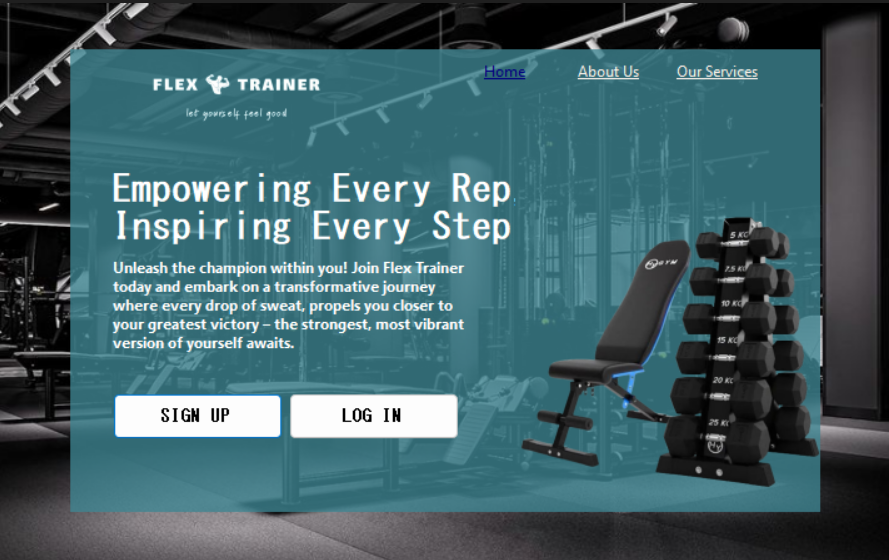 FLEX TRAINER
let yourself feel good
Home About Us Our Services
Empowering Every Rep
Inspiring Every Step
Unleash the champion within you! Join Flex Trainer
today and embark on a transformative journey
where every drop of sweat, propels you closer to
your greatest victory – the strongest, most vibrant
version of yourself awaits.
SIGN UP LOG IN
GYM
5 KG
7.5 KG
10 KG
15 KG
20 KG
25 KG